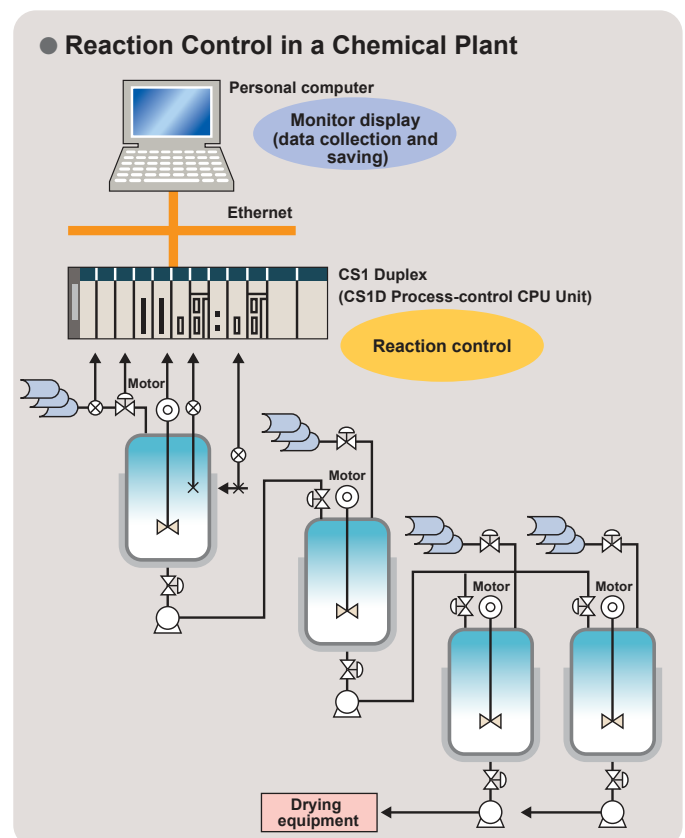 Reaction Control in a Chemical Plant
Personal computer
Monitor display
(data collection and
saving)
Ethernet
CS1 Duplex
(CS1D Process-control CPU Unit)
Reaction control
Motor
Motor
Motor
Motor
Drying
equipment